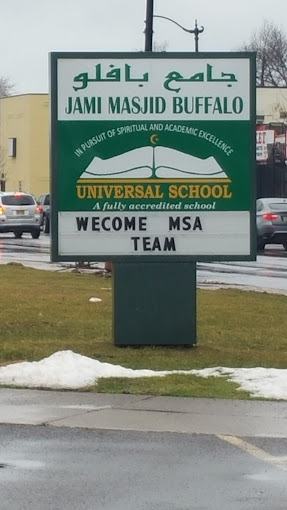 جامع بافلو
JAMI MASJID BUFFALO
IN PURSUIT OF SPIRITUAL AND ACADEMIC EXCELLENCE
UNIVERSAL SCHOOL
A fully accredited school
WECOME MSA
TEAM